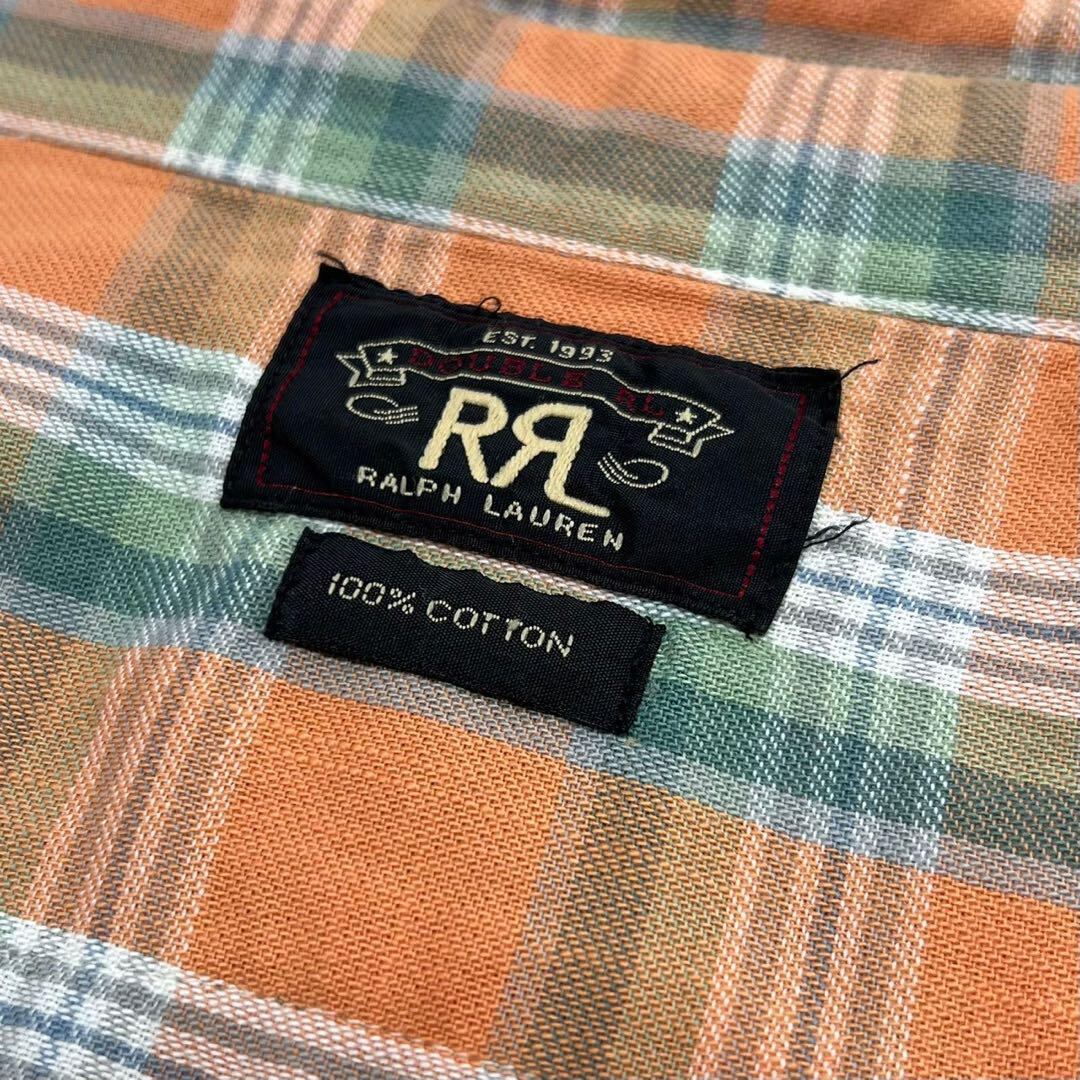 EST. 1993
DOUBLE RL
RRL
RALPH LAUREN
100% COTTON